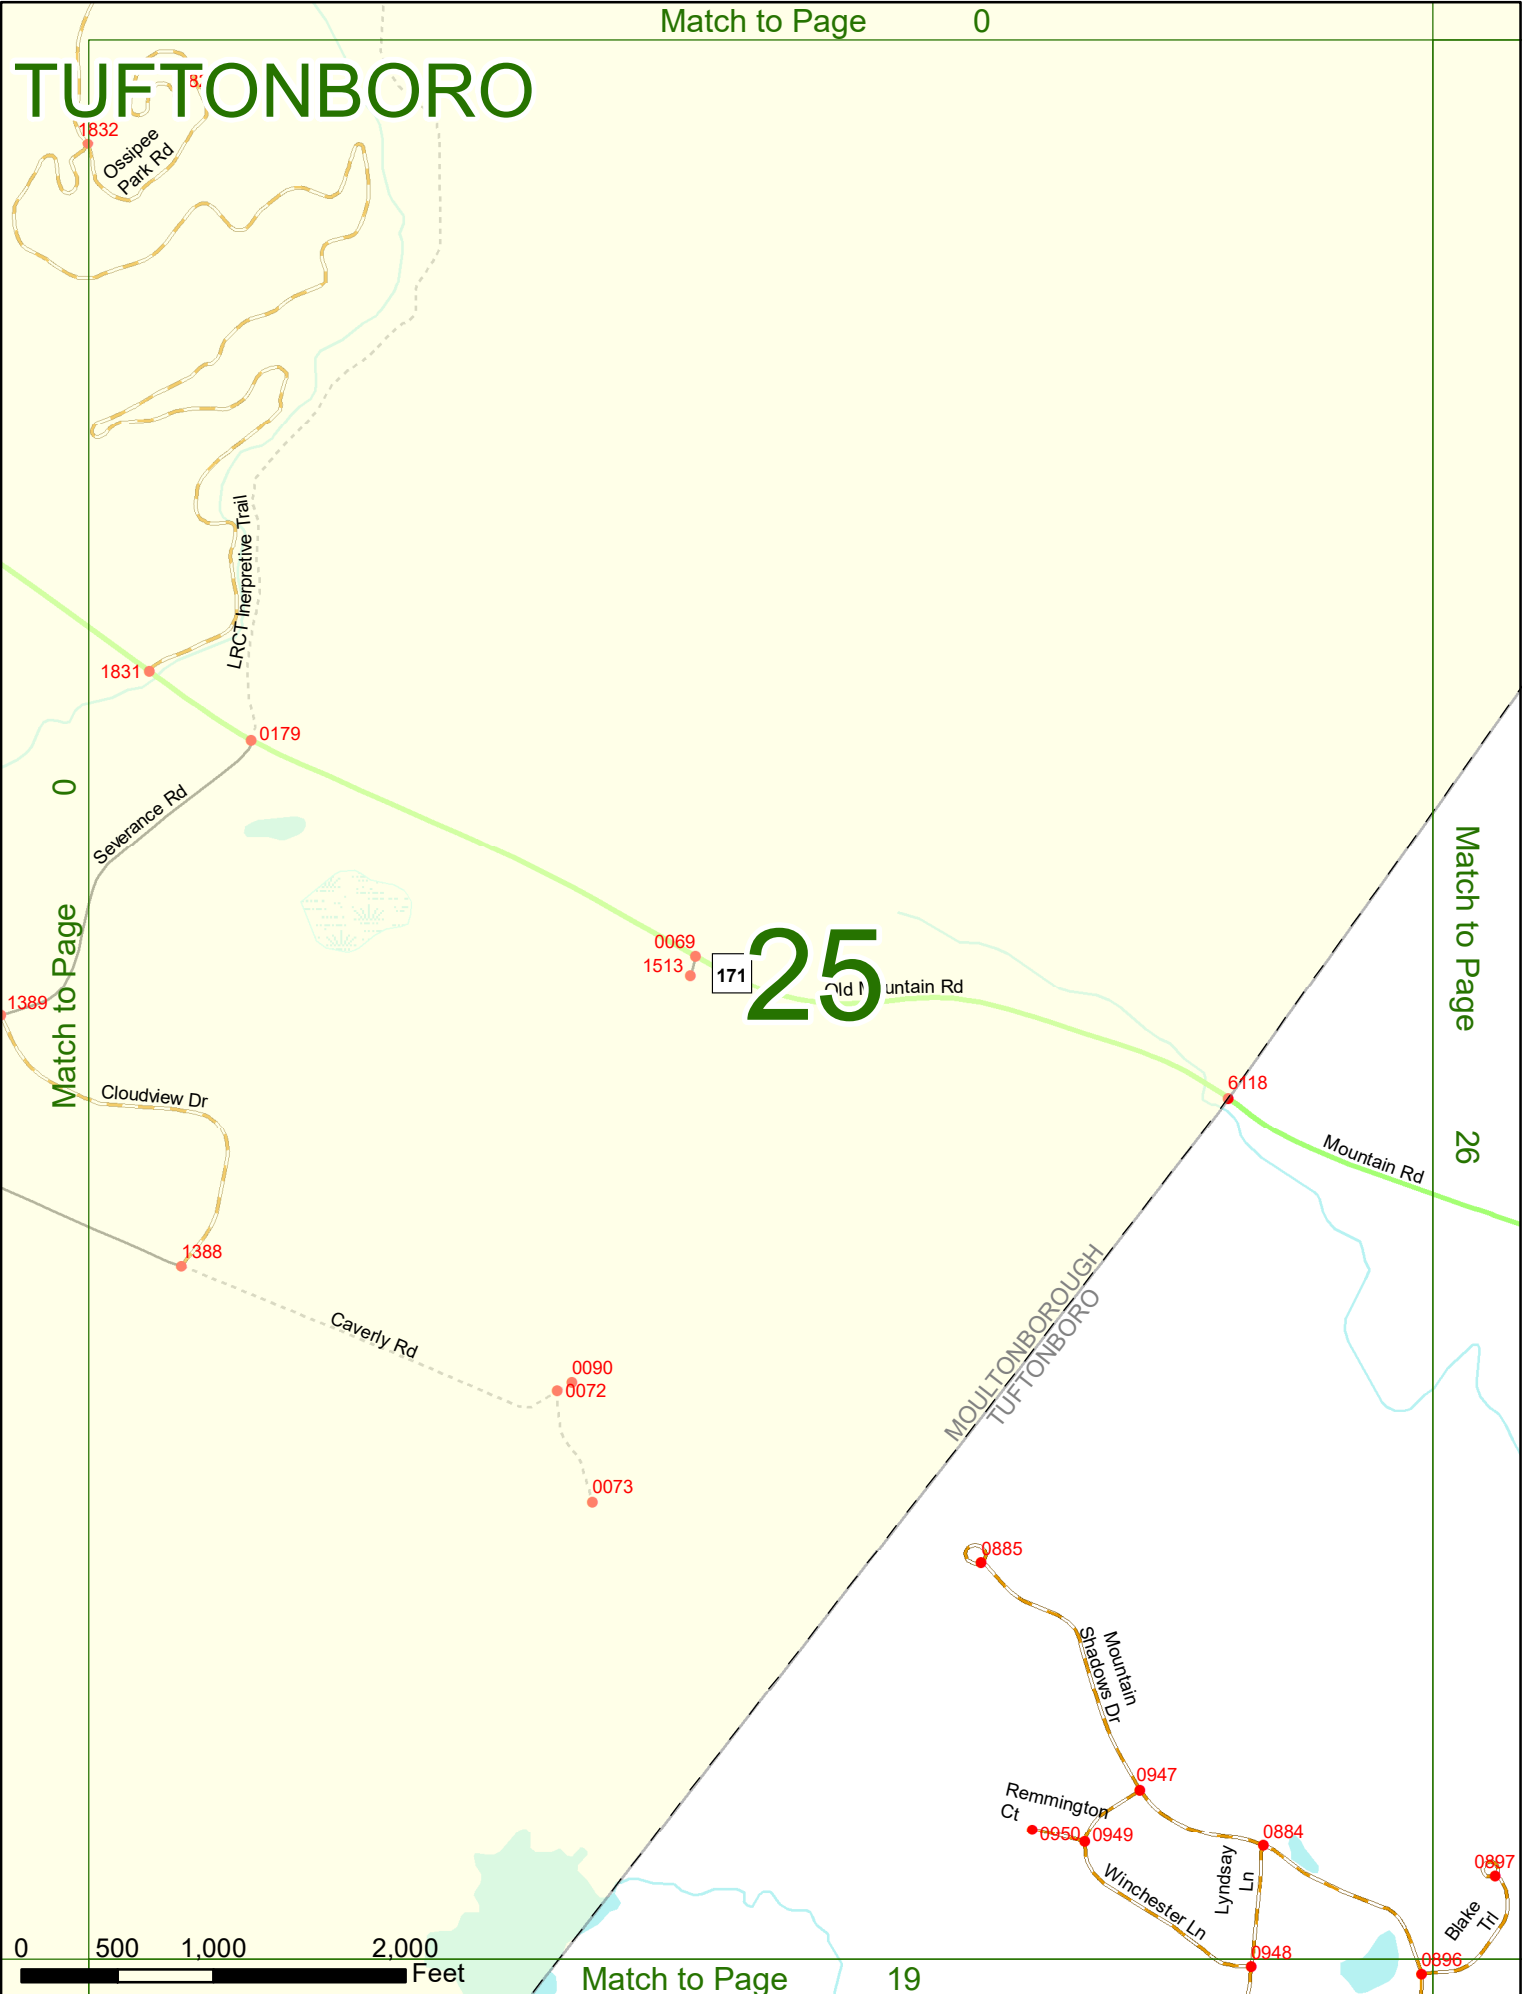 Match to Page 0
TUFTONBORO
1832
Ossipee
Park Rd
LRCT Inerpretive Trail
1831
0179
Severance Rd
Match to Page 0
1389
Cloudview Dr
1388
Caverly Rd
0090
0072
0073
0069
1513
171
25
Old Mountain Rd
6118
Mountain Rd
Match to Page 26
MOULTONBOROUGH
TUFTONBORO
0885
Mountain
Shadows Dr
0947
Remmington
Ct
0950
0949
0884
Lyndsay
Ln
Winchester Ln
0897
Blake
Trl
0948
0896
0 500 1,000 2,000
Feet
Match to Page 19